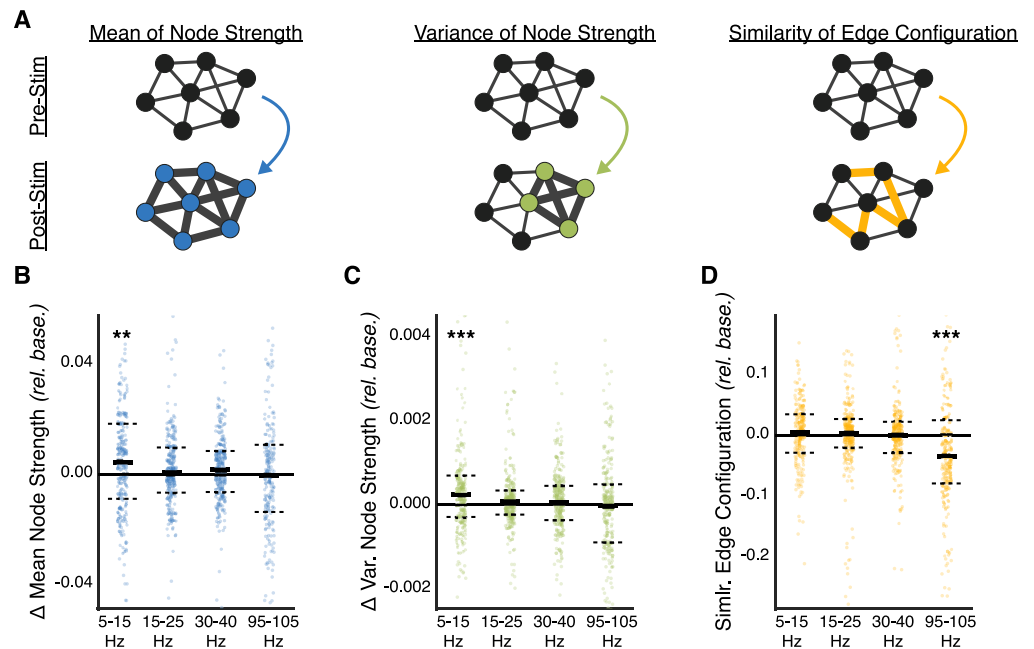 A
Mean of Node Strength
Variance of Node Strength
Similarity of Edge Configuration
Pre-Stim
Post-Stim
B
Δ Mean Node Strength (rel. base.)
**
0.04
0.00
-0.04
5-15 Hz
15-25 Hz
30-40 Hz
95-105 Hz
C
Δ Var. Node Strength (rel. base.)
***
0.004
0.002
0.000
-0.002
5-15 Hz
15-25 Hz
30-40 Hz
95-105 Hz
D
Simlr. Edge Configuration (rel. base.)
***
0.1
0.0
-0.1
-0.2
5-15 Hz
15-25 Hz
30-40 Hz
95-105 Hz